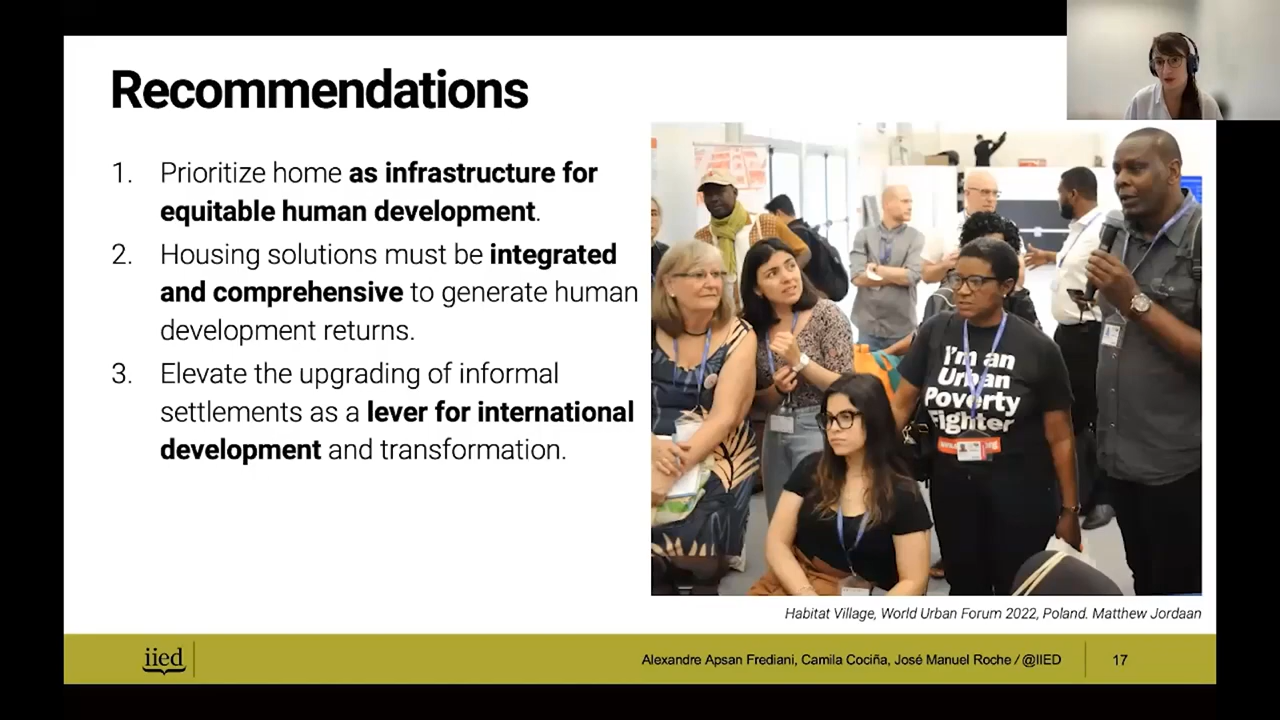 Recommendations
1. Prioritize home as infrastructure for
equitable human development.
2. Housing solutions must be integrated
and comprehensive to generate human
development returns.
3. Elevate the upgrading of informal
settlements as a lever for international
development and transformation.
I'm an
Urban
Poverty
Fighter
Habitat Village, World Urban Forum 2022, Poland. Matthew Jordaan
iied
Alexandre Apsan Frediani, Camila Cociña, José Manuel Roche / @IIED
17